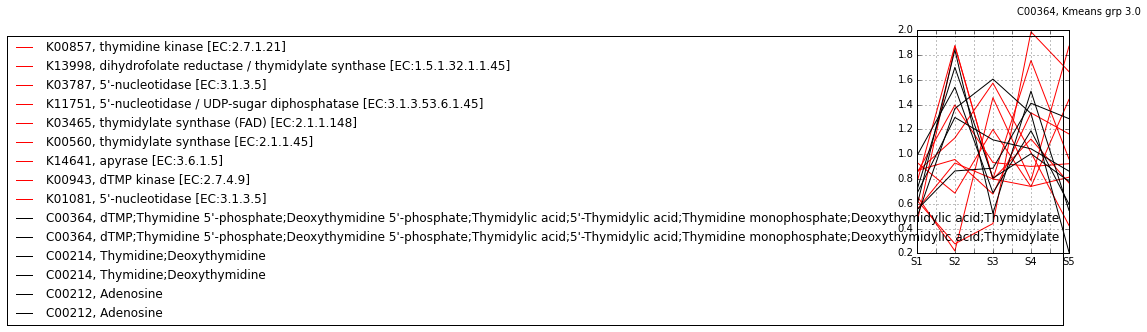 C00364, Kmeans grp 3.0
K00857, thymidine kinase [EC:2.7.1.21]
K13998, dihydrofolate reductase / thymidylate synthase [EC:1.5.1.32.1.1.45]
K03787, 5'-nucleotidase [EC:3.1.3.5]
K11751, 5'-nucleotidase / UDP-sugar diphosphatase [EC:3.1.3.53.6.1.45]
K03465, thymidylate synthase (FAD) [EC:2.1.1.148]
K00560, thymidylate synthase [EC:2.1.1.45]
K14641, apyrase [EC:3.6.1.5]
K00943, dTMP kinase [EC:2.7.4.9]
K01081, 5'-nucleotidase [EC:3.1.3.5]
C00364, dTMP;Thymidine 5'-phosphate;Deoxythymidine 5'-phosphate;Thymidylic acid;5'-Thymidylic acid;Thymidine monophosphate;Deoxythymidylic acid;Thymidylate
C00364, dTMP;Thymidine 5'-phosphate;Deoxythymidine 5'-phosphate;Thymidylic acid;5'-Thymidylic acid;Thymidine monophosphate;Deoxythymidylic acid;Thymidylate
C00214, Thymidine;Deoxythymidine
C00214, Thymidine;Deoxythymidine
C00212, Adenosine
C00212, Adenosine
2.0
1.8
1.6
1.4
1.2
1.0
0.8
0.6
0.4
0.2
S1 S2 S3 S4 S5